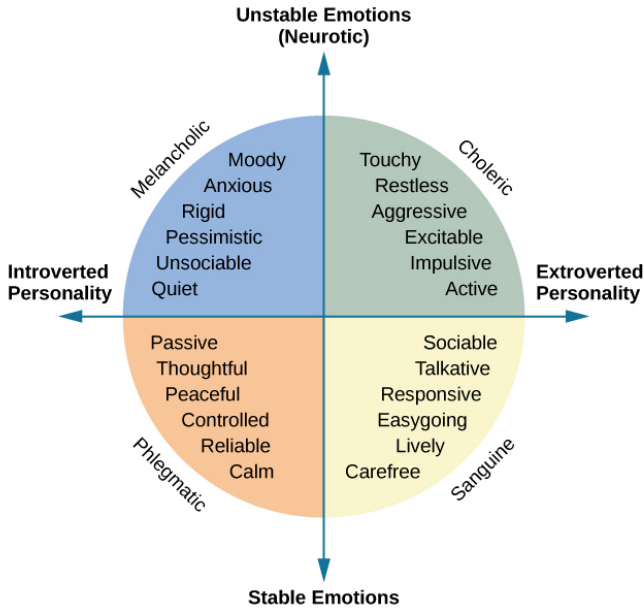 Unstable Emotions
(Neurotic)
Melancholic
Choleric
Moody
Anxious
Rigid
Pessimistic
Unsociable
Quiet
Touchy
Restless
Aggressive
Excitable
Impulsive
Active
Introverted
Personality
Extroverted
Personality
Passive
Thoughtful
Peaceful
Controlled
Reliable
Calm
Sociable
Talkative
Responsive
Easygoing
Lively
Carefree
Phlegmatic
Sanguine
Stable Emotions